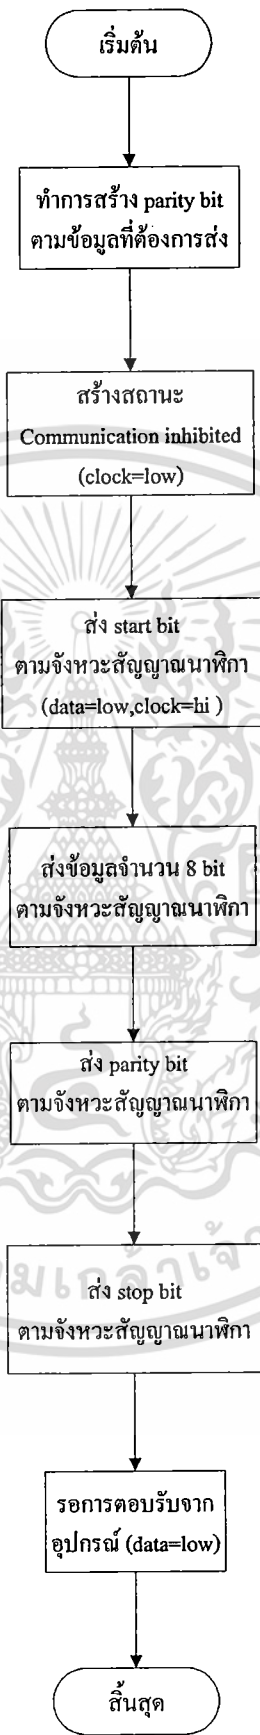 เริ่มต้น
ทำการสร้าง parity bit
ตามข้อมูลที่ต้องการส่ง
สร้างสถานะ
Communication inhibited
(clock=low)
ส่ง start bit
ตามจังหวะสัญญาณนาฬิกา
(data=low,clock=hi )
ส่งข้อมูลจำนวน 8 bit
ตามจังหวะสัญญาณนาฬิกา
ส่ง parity bit
ตามจังหวะสัญญาณนาฬิกา
ส่ง stop bit
ตามจังหวะสัญญาณนาฬิกา
รอการตอบรับจาก
อุปกรณ์ (data=low)
สิ้นสุด